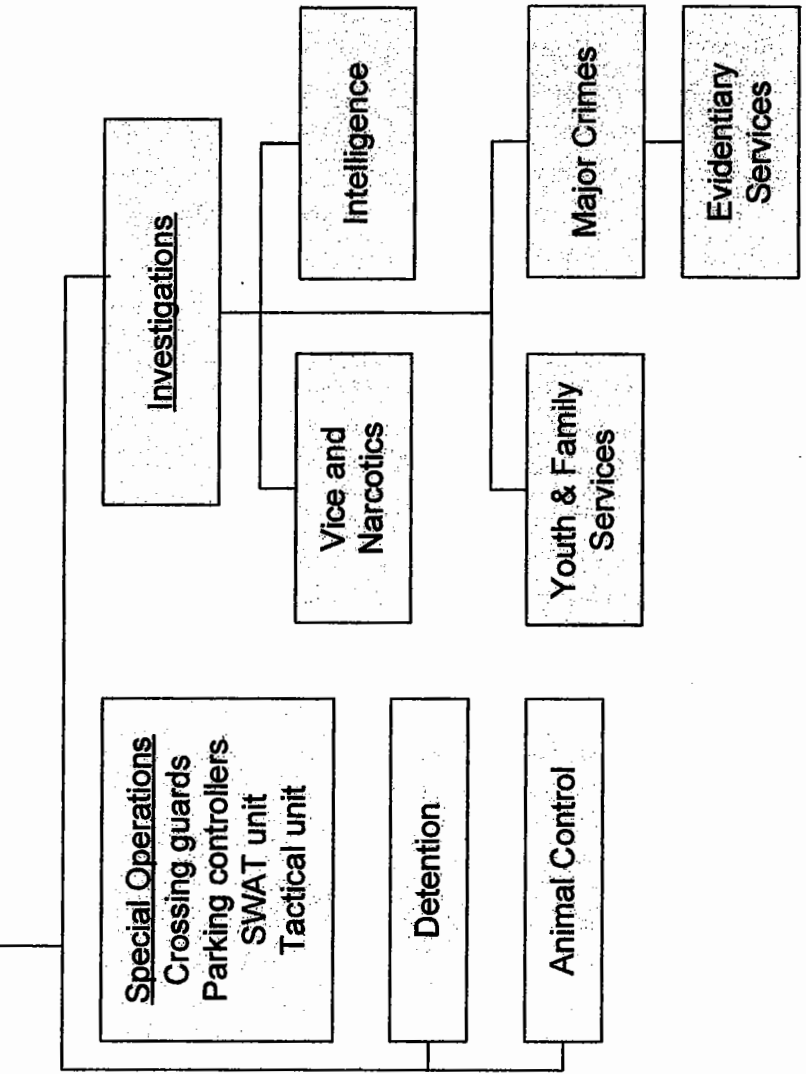 Special Operations
Crossing guards
Parking controllers
SWAT unit
Tactical unit
Detention
Animal Control
Investigations
Vice and
Narcotics
Intelligence
Youth & Family
Services
Major Crimes
Evidentiary
Services